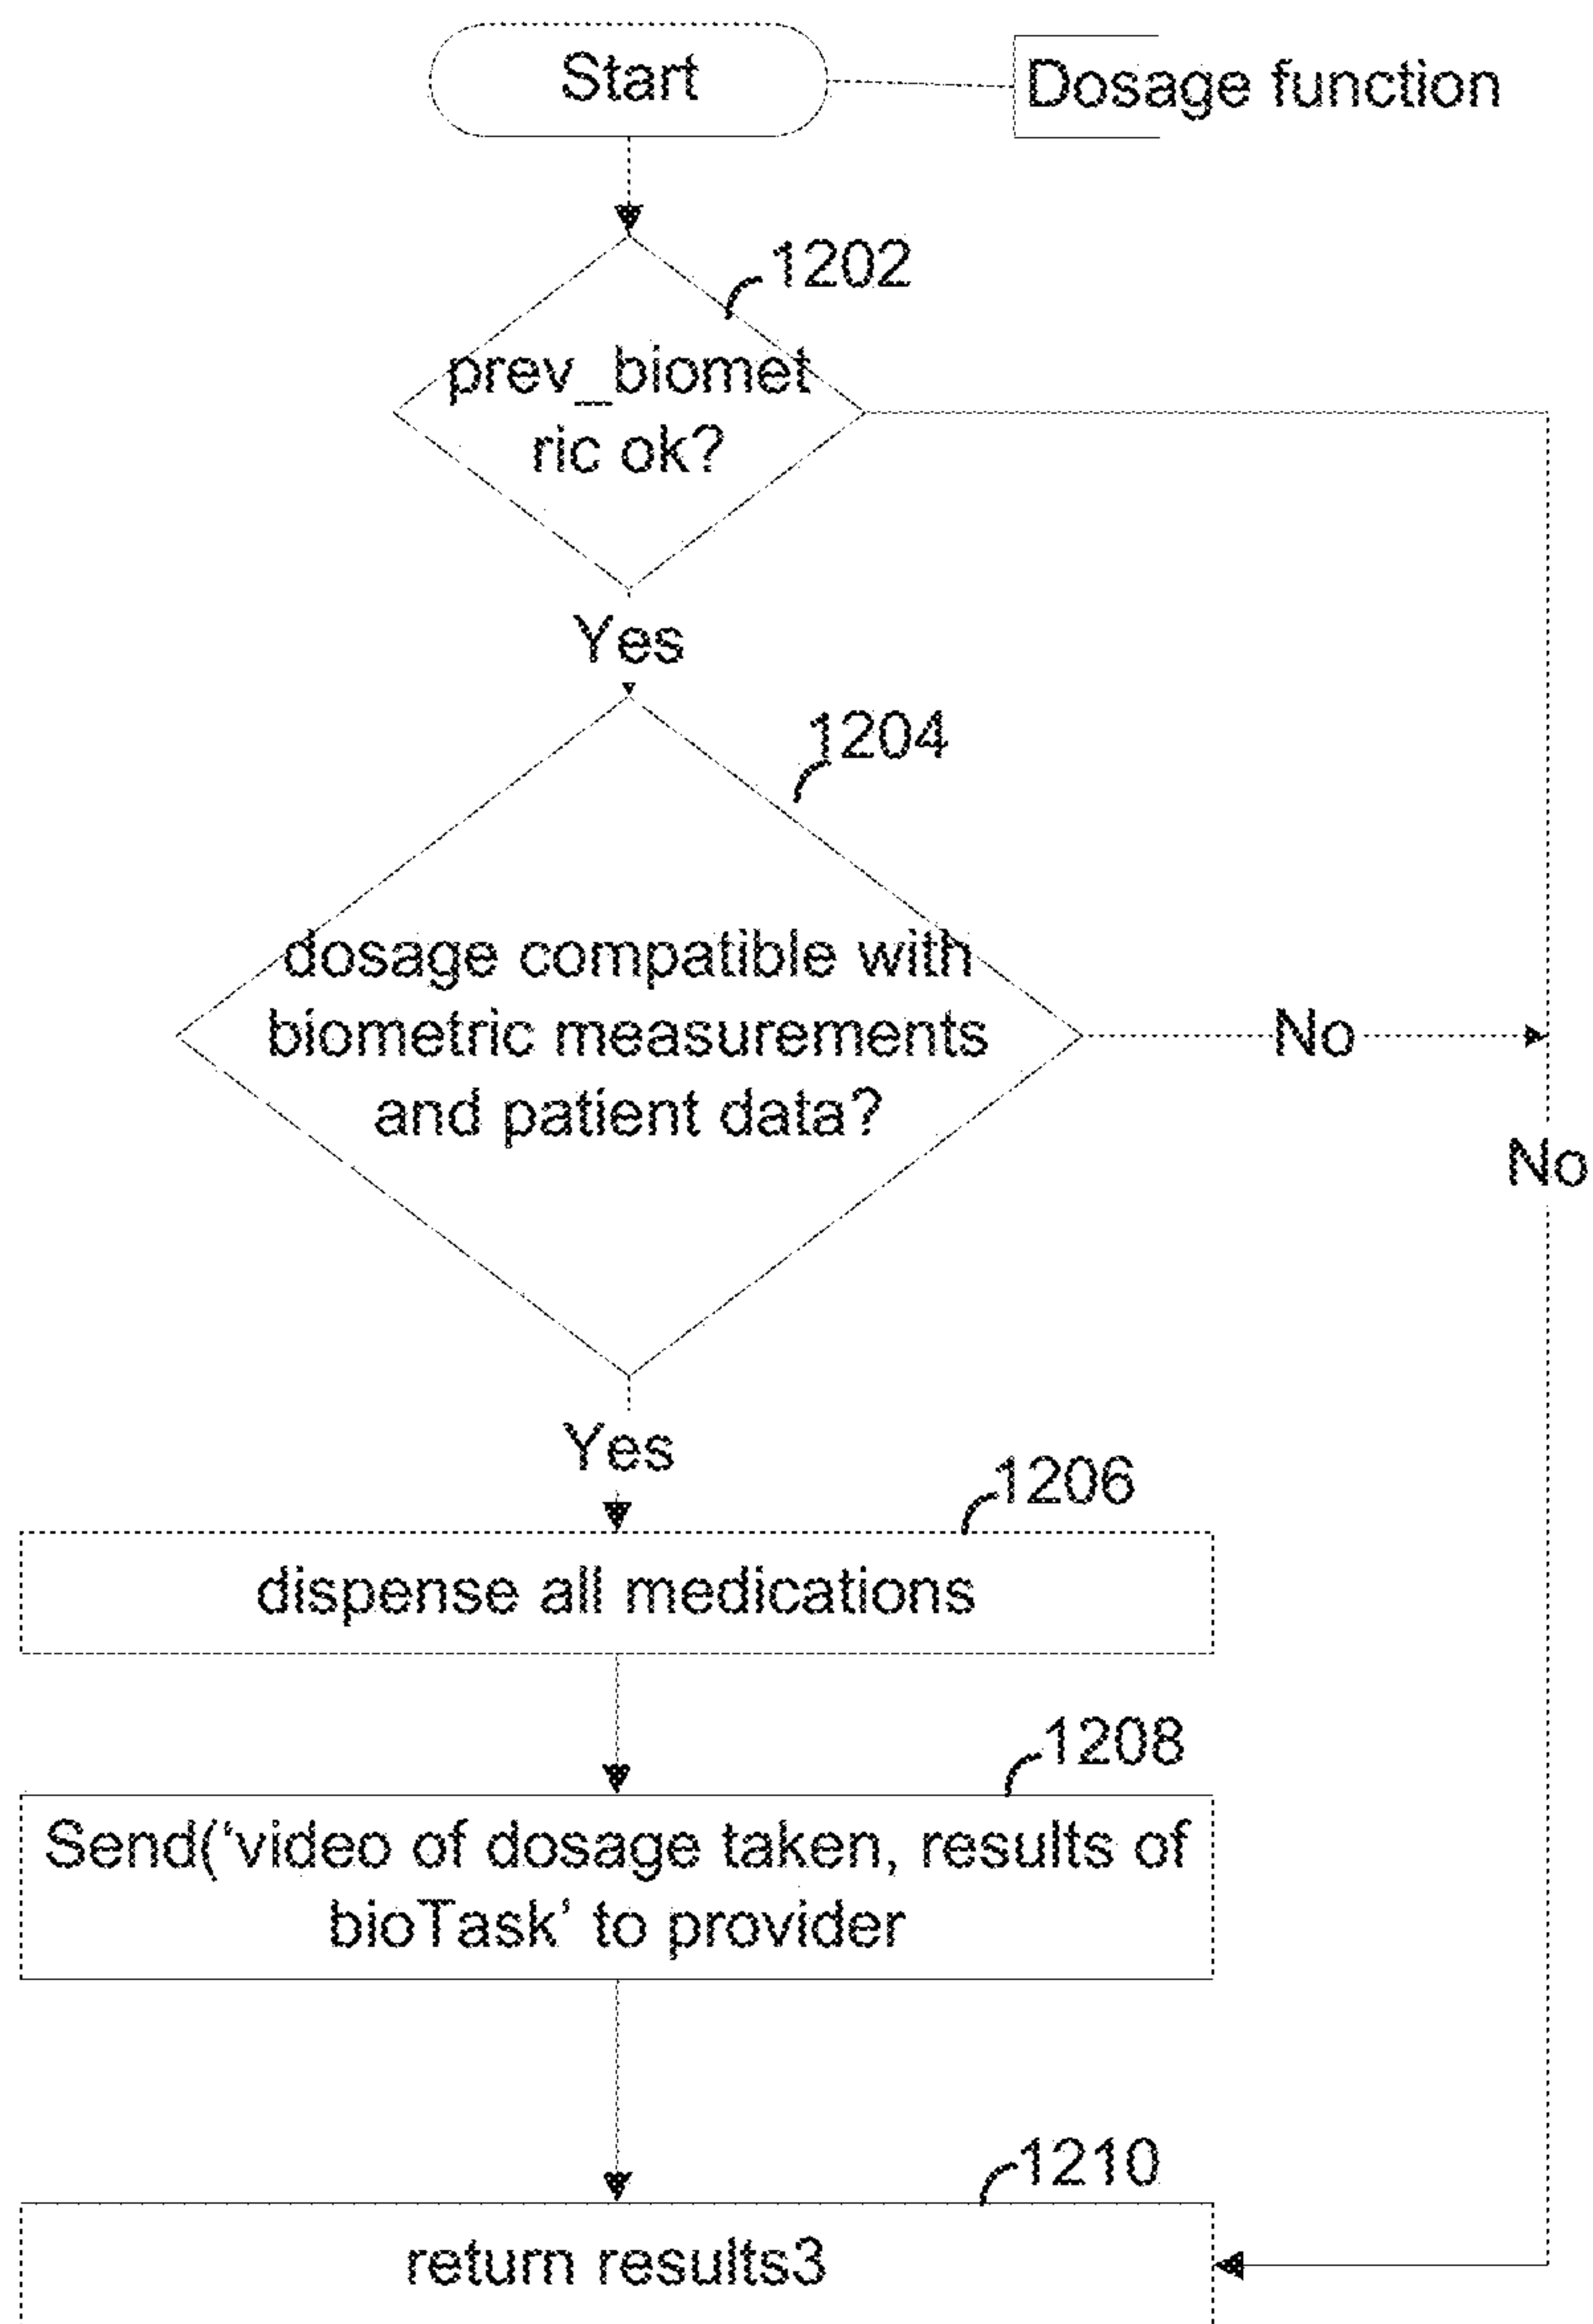 Start
Dosage function
1202
prev_biomet
ric ok?
Yes
1204
dosage compatible with
biometric measurements
and patient data?
No
No
Yes
1206
dispense all medications
1208
Send(‘video of dosage taken, results of
bioTask’ to provider
1210
return results3